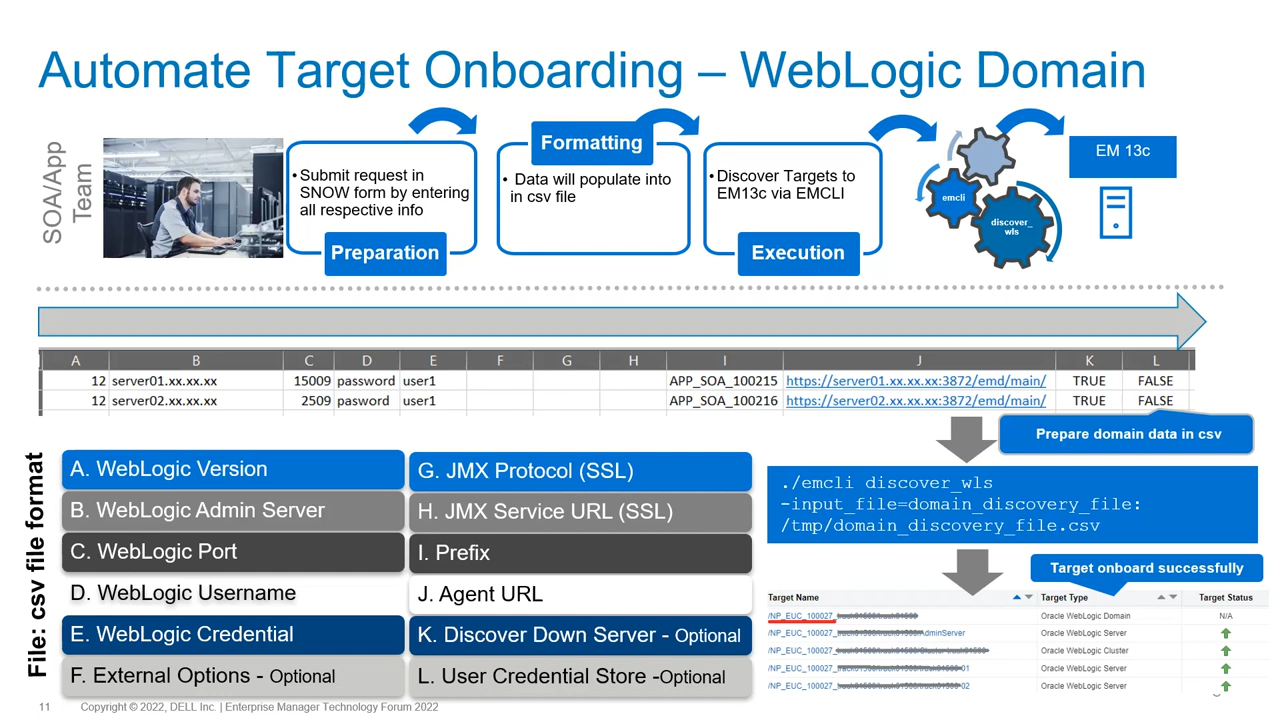 Automate Target Onboarding – WebLogic Domain
SOA/App
Team
• Submit request in
SNOW form by entering
all respective info
Preparation
Formatting
• Data will populate into
in csv file
• Discover Targets to
EM13c via EMCLI
Execution
emcli
discover_
wls
EM 13c
A B C D E F G H I J K L
12 server01.xx.xx.xx 15009 password user1 APP_SOA_100215 https://server01.xx.xx.xx:3872/emd/main/ TRUE FALSE
12 server02.xx.xx.xx 2509 pasword user1 APP_SOA_100216 https://server02.xx.xx.xx:3872/emd/main/ TRUE FALSE
Prepare domain data in csv
File: csv file format
A. WebLogic Version
B. WebLogic Admin Server
C. WebLogic Port
D. WebLogic Username
E. WebLogic Credential
F. External Options - Optional
G. JMX Protocol (SSL)
H. JMX Service URL (SSL)
I. Prefix
J. Agent URL
K. Discover Down Server - Optional
L. User Credential Store -Optional
./emcli discover_wls
-input_file=domain_discovery_file:
/tmp/domain_discovery_file.csv
Target onboard successfully
Target Name Target Type Target Status
/NP_EUC_100027_ Oracle WebLogic Domain N/A
/NP_EUC_100027_ /AdminServer Oracle WebLogic Server
/NP_EUC_100027_ Oracle WebLogic Cluster
/NP_EUC_100027_ 01 Oracle WebLogic Server
/NP_EUC_100027_ 02 Oracle WebLogic Server
11 Copyright © 2022, DELL Inc. | Enterprise Manager Technology Forum 2022